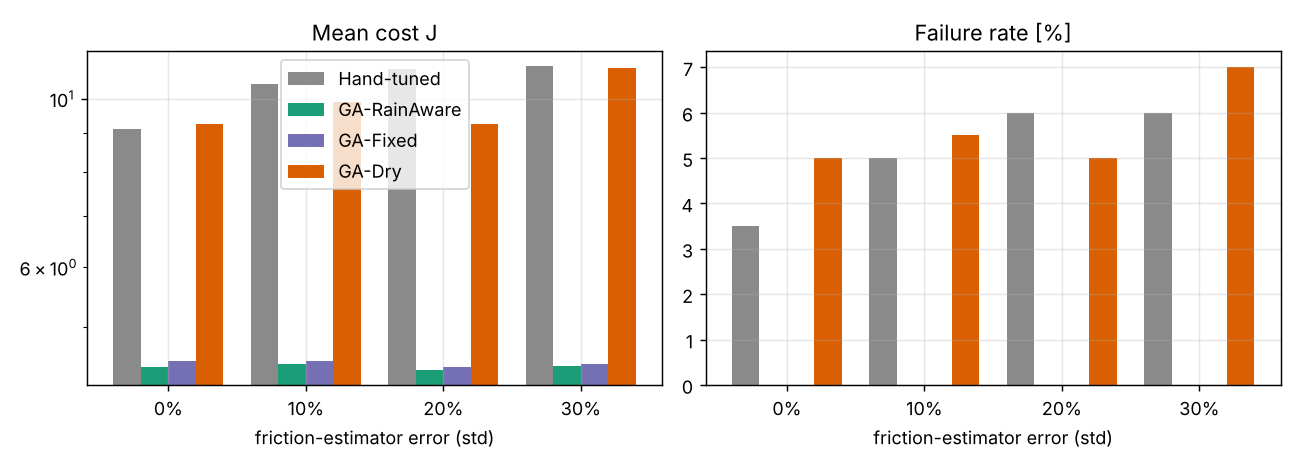 Mean cost J
10¹
6 × 10⁰
Hand-tuned
GA-RainAware
GA-Fixed
GA-Dry
0%
10%
20%
30%
friction-estimator error (std)
Failure rate [%]
7
6
5
4
3
2
1
0
0%
10%
20%
30%
friction-estimator error (std)